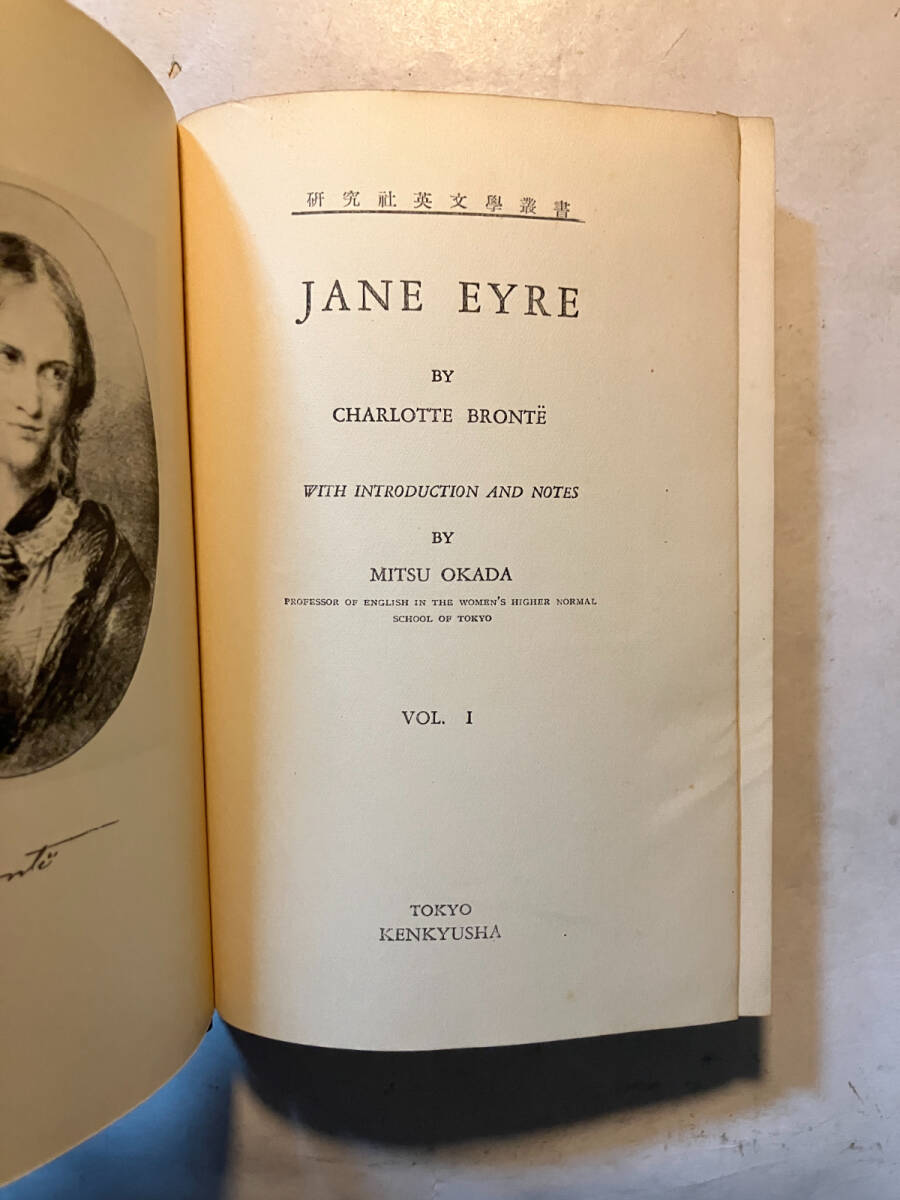 研究社英文學叢書
JANE EYRE
BY
CHARLOTTE BRONTË
WITH INTRODUCTION AND NOTES
BY
MITSU OKADA
PROFESSOR OF ENGLISH IN THE WOMEN'S HIGHER NORMAL
SCHOOL OF TOKYO
VOL. I
TOKYO
KENKYUSHA